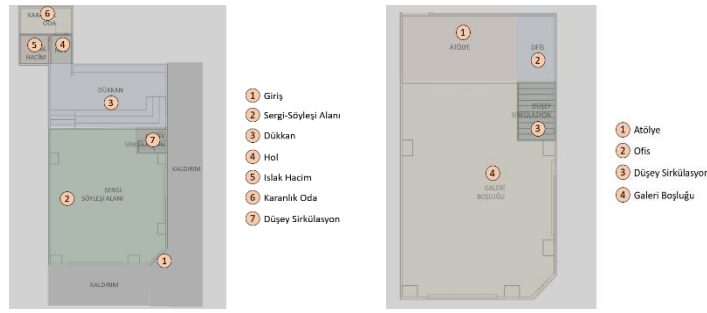 KARANLIK
6
ODA
5
4
HACİM
DÜKKAN
3
7
SİRKÜLASYON
KALDIRIM
2
SERGİ-
SÖYLEŞİ ALANI
1
KALDIRIM
1 Giriş
2 Sergi-Söyleşi Alanı
3 Dükkan
4 Hol
5 Islak Hacim
6 Karanlık Oda
7 Düşey Sirkülasyon
1
ATÖLYE
OFİS
2
DÜŞEY
SİRKÜLASYON
3
4
GALERİ
BOŞLUĞU
1 Atölye
2 Ofis
3 Düşey Sirkülasyon
4 Galeri Boşluğu